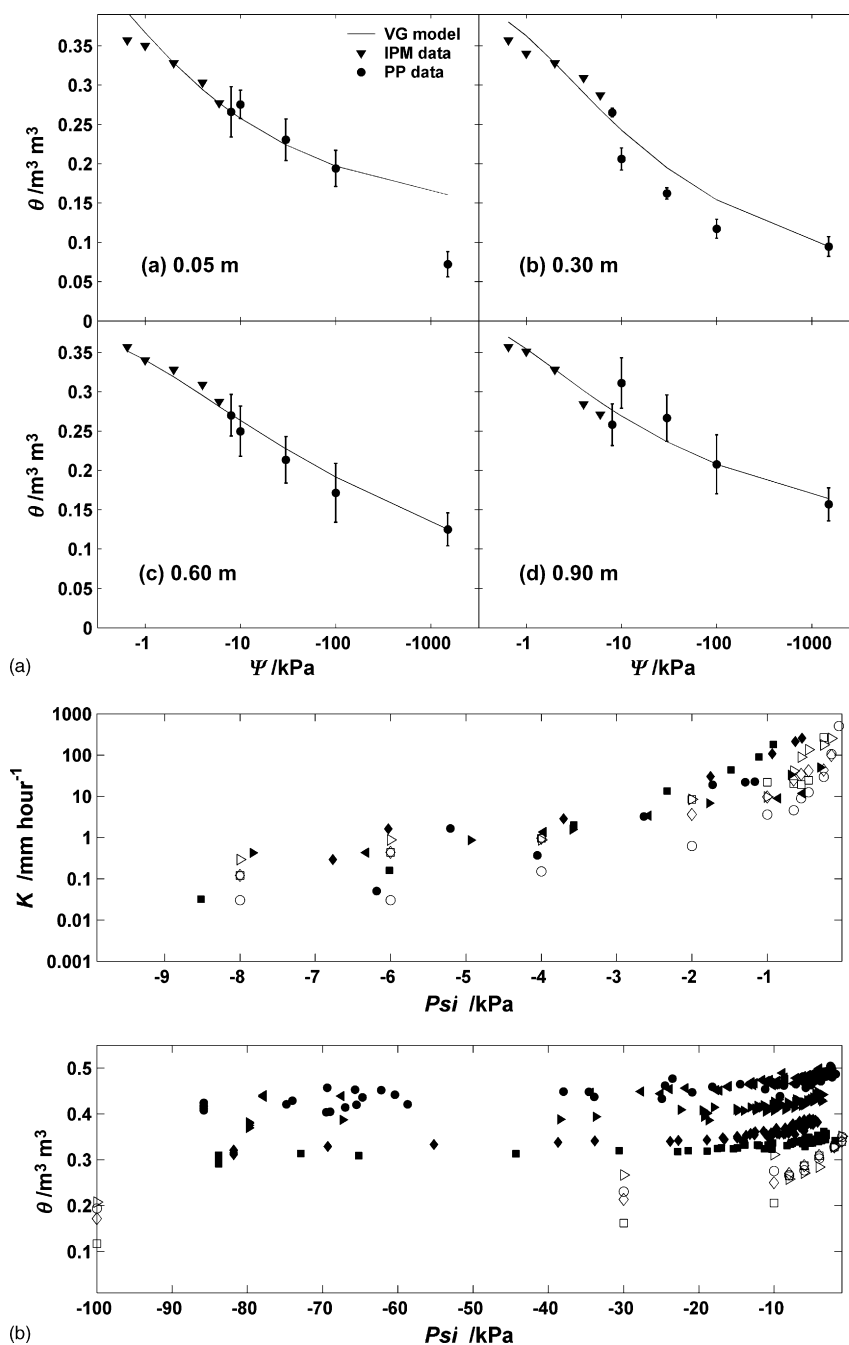 0.35
0.3
0.25
0.2
0.15
0.1
0.05
0
θ /m³ m³
VG model
IPM data
PP data
(a) 0.05 m
(b) 0.30 m
0.35
0.3
0.25
0.2
0.15
0.1
0.05
0
θ /m³ m³
(c) 0.60 m
(d) 0.90 m
-1 -10 -100 -1000
-1 -10 -100 -1000
Ψ /kPa
Ψ /kPa
(a)
1000
100
10
1
0.1
0.01
0.001
K /mm hour⁻¹
-9 -8 -7 -6 -5 -4 -3 -2 -1
Psi /kPa
0.5
0.4
0.3
0.2
0.1
θ /m³ m³
-100 -90 -80 -70 -60 -50 -40 -30 -20 -10
Psi /kPa
(b)